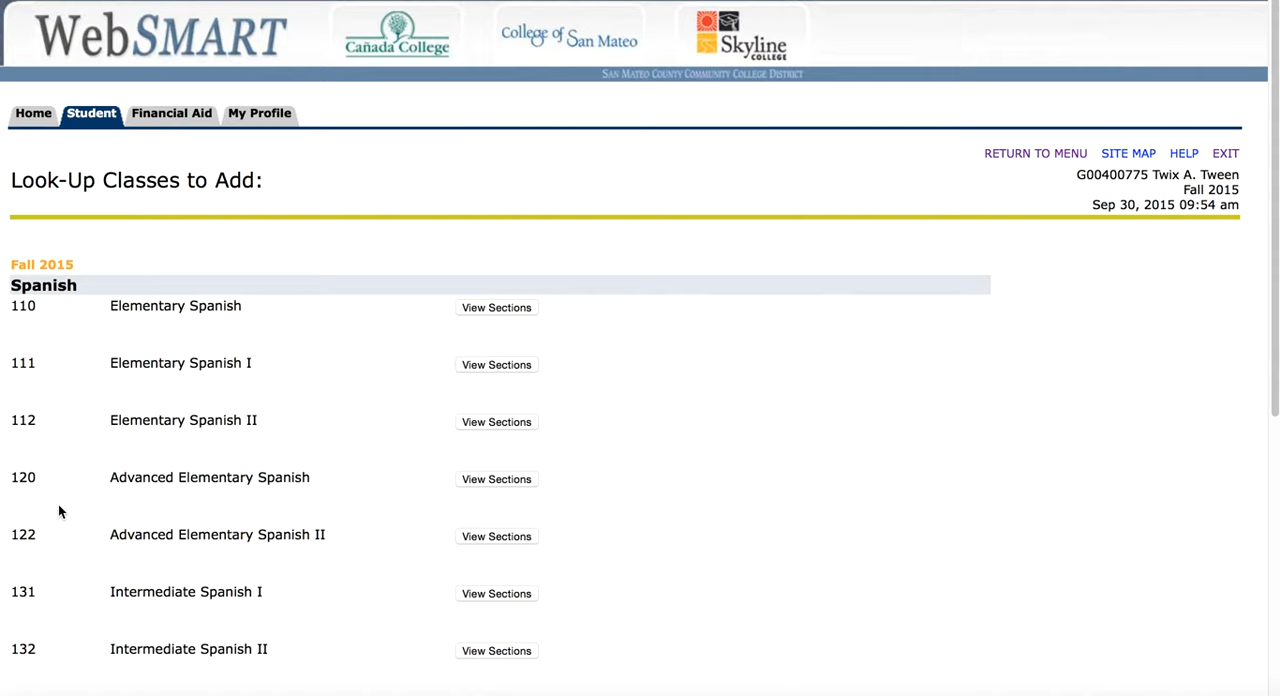 WebSMART
Cañada College
College of San Mateo
Skyline
COLLEGE
SAN MATEO COUNTY COMMUNITY COLLEGE DISTRICT
Home Student Financial Aid My Profile
RETURN TO MENU SITE MAP HELP EXIT
Look-Up Classes to Add:
G00400775 Twix A. Tween
Fall 2015
Sep 30, 2015 09:54 am
Fall 2015
Spanish
110 Elementary Spanish View Sections
111 Elementary Spanish I View Sections
112 Elementary Spanish II View Sections
120 Advanced Elementary Spanish View Sections
122 Advanced Elementary Spanish II View Sections
131 Intermediate Spanish I View Sections
132 Intermediate Spanish II View Sections